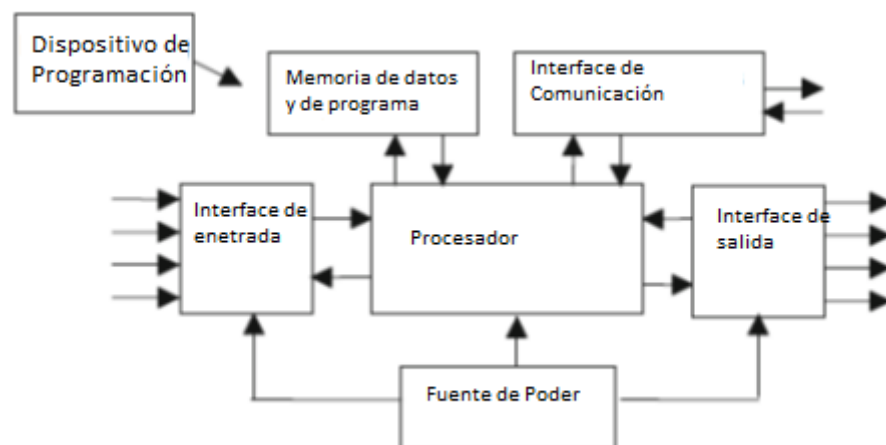 Dispositivo de
Programación
Memoria de datos
y de programa
Interface de
Comunicación
Interface de
enetrada
Procesador
Interface de
salida
Fuente de Poder